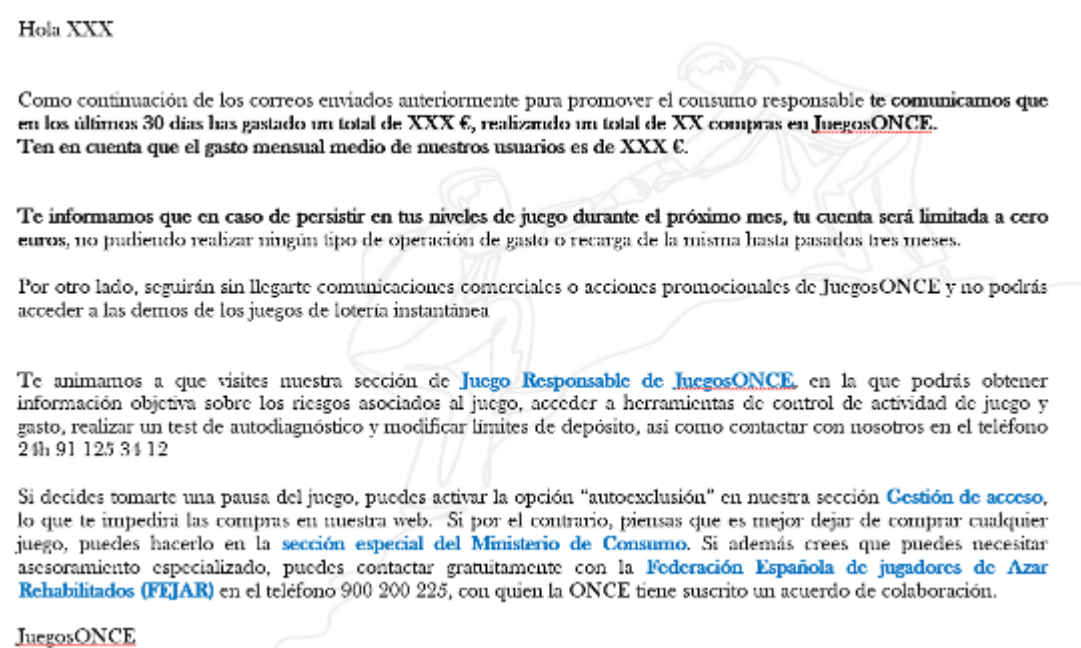 Hola XXX
Como continuación de los correos enviados anteriormente para promover el consumo responsable te comunicamos que
en los últimos 30 días has gastado un total de XXX €, realizando un total de XX compras en JuegosONCE.
Ten en cuenta que el gasto mensual medio de nuestros usuarios es de XXX €.
Te informamos que en caso de persistir en tus niveles de juego durante el próximo mes, tu cuenta será limitada a cero
euros, no pudiendo realizar ningún tipo de operación de gasto o recarga de la misma hasta pasados tres meses.
Por otro lado, seguirán sin llegarte comunicaciones comerciales o acciones promocionales de JuegosONCE y no podrás
acceder a las demos de los juegos de lotería instantánea
Te animamos a que visites nuestra sección de Juego Responsable de JuegosONCE, en la que podrás obtener
información objetiva sobre los riesgos asociados al juego, acceder a herramientas de control de actividad de juego y
gasto, realizar un test de autodiagnóstico y modificar límites de depósito, así como contactar con nosotros en el teléfono
24h 91 125 34 12
Si decides tomarte una pausa del juego, puedes activar la opción “autoexclusión” en nuestra sección Gestión de acceso,
lo que te impedirá las compras en nuestra web. Si por el contrario, piensas que es mejor dejar de comprar cualquier
juego, puedes hacerlo en la sección especial del Ministerio de Consumo. Si además crees que puedes necesitar
asesoramiento especializado, puedes contactar gratuitamente con la Federación Española de jugadores de Azar
Rehabilitados (FEJAR) en el teléfono 900 200 225, con quien la ONCE tiene suscrito un acuerdo de colaboración.
JuegosONCE